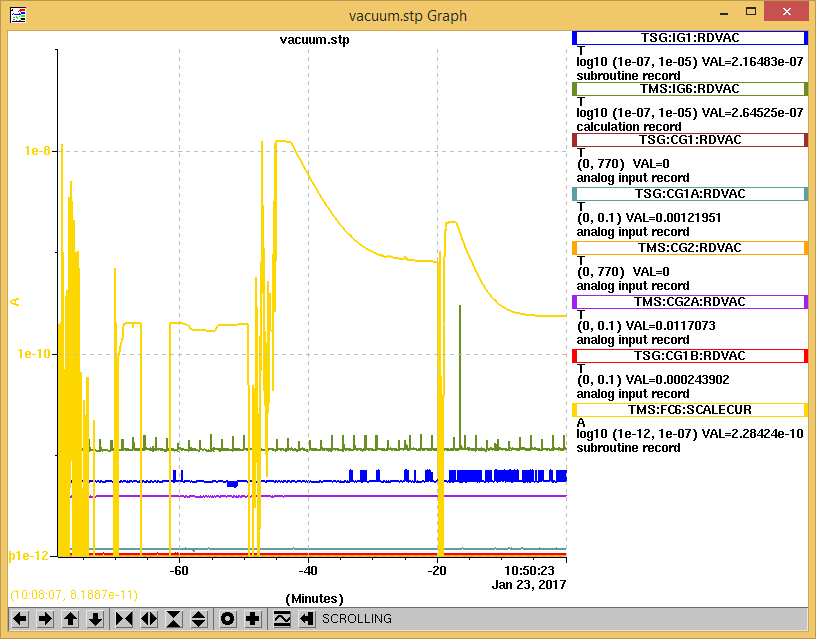 vacuum.stp Graph
vacuum.stp
1e-8
A
1e-10
1e-12
-60
-40
-20
10:50:23
Jan 23, 2017
(Minutes)
(10:08:07, 8.1667e-11)
SCROLLING
TSG:IG1:RDVAC
T
log10 (1e-07, 1e-05) VAL=2.16483e-07
subroutine record
TMS:IG6:RDVAC
T
log10 (1e-07, 1e-05) VAL=2.64525e-07
calculation record
TSG:CG1:RDVAC
T
(0, 770) VAL=0
analog input record
TSG:CG1A:RDVAC
T
(0, 0.1) VAL=0.00121951
analog input record
TMS:CG2:RDVAC
T
(0, 770) VAL=0
analog input record
TMS:CG2A:RDVAC
T
(0, 0.1) VAL=0.0117073
analog input record
TSG:CG1B:RDVAC
T
(0, 0.1) VAL=0.000243902
analog input record
TMS:FC6:SCALECUR
A
log10 (1e-12, 1e-07) VAL=2.28424e-10
subroutine record